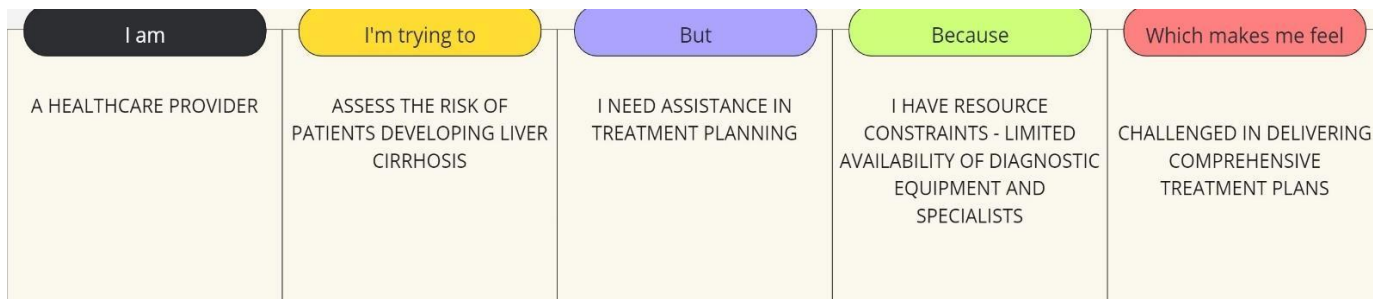 I am
I'm trying to
But
Because
Which makes me feel
A HEALTHCARE PROVIDER
ASSESS THE RISK OF
PATIENTS DEVELOPING LIVER
CIRRHOSIS
I NEED ASSISTANCE IN
TREATMENT PLANNING
I HAVE RESOURCE
CONSTRAINTS - LIMITED
AVAILABILITY OF DIAGNOSTIC
EQUIPMENT AND
SPECIALISTS
CHALLENGED IN DELIVERING
COMPREHENSIVE
TREATMENT PLANS